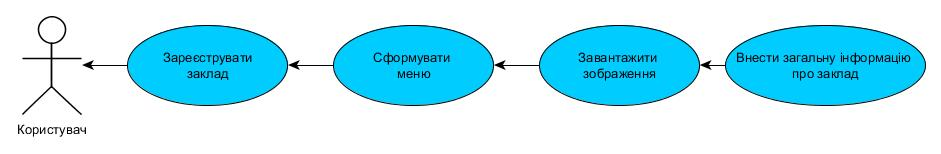 Зареєструвати
заклад
Сформувати
меню
Завантажити
зображення
Внести загальну інформацію
про заклад
Користувач